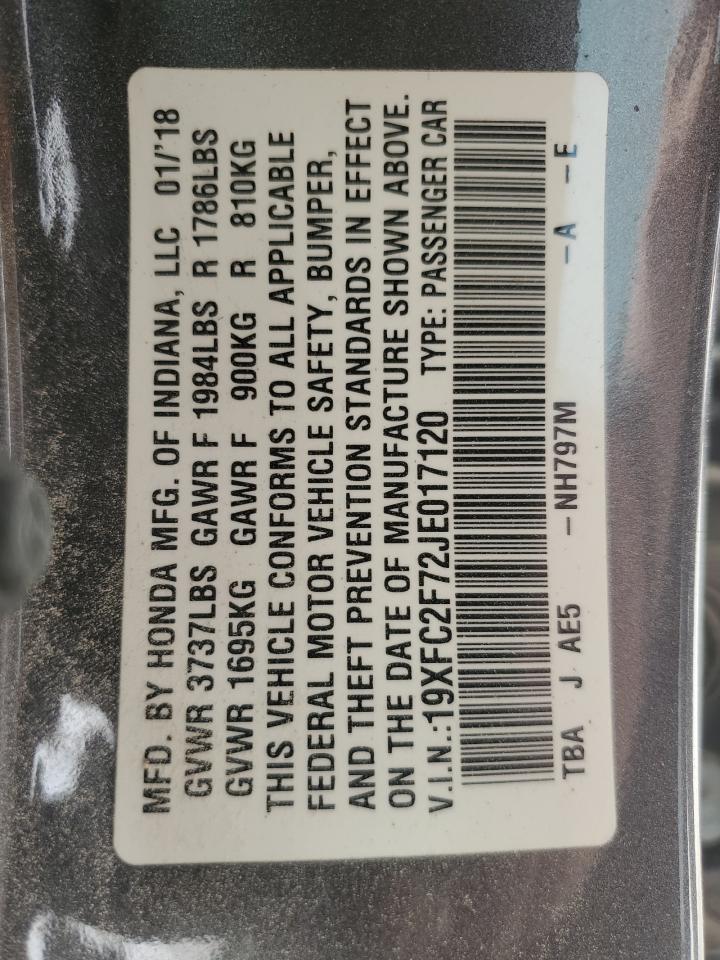 MFD. BY HONDA MFG. OF INDIANA, LLC 01/'18
GVWR 3737LBS GAWR F 1984LBS R 1786LBS
GVWR 1695KG GAWR F 900KG R 810KG
THIS VEHICLE CONFORMS TO ALL APPLICABLE
FEDERAL MOTOR VEHICLE SAFETY, BUMPER,
AND THEFT PREVENTION STANDARDS IN EFFECT
ON THE DATE OF MANUFACTURE SHOWN ABOVE.
V.I.N.:19XFC2F72JE017120 TYPE: PASSENGER CAR
TBA J AE5 –NH797M –A –E